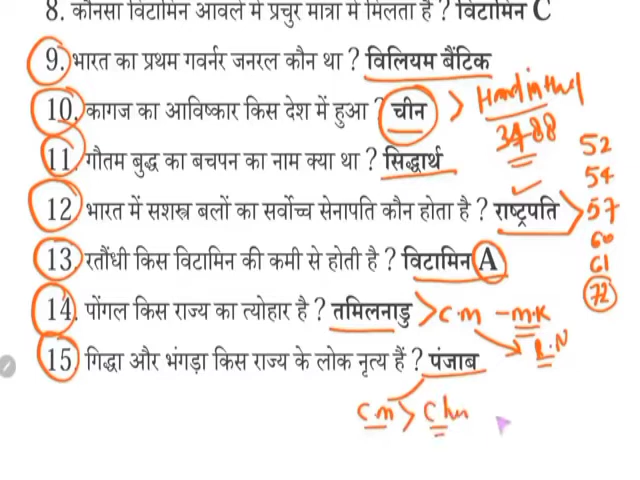 8. कौनसा विटामिन आवले में प्रचुर मात्रा में मिलता है ? विटामिन C
9. भारत का प्रथम गवर्नर जनरल कौन था ? विलियम बैंटिक
10. कागज का आविष्कार किस देश में हुआ ? चीन >
11. गौतम बुद्ध का बचपन का नाम क्या था ? सिद्धार्थ
12. भारत में सशस्त्र बलों का सर्वोच्च सेनापति कौन होता है ? राष्ट्रपति
13. रतौंधी किस विटामिन की कमी से होती है ? विटामिन A
14. पोंगल किस राज्य का त्योहार है ? तमिलनाडु > C.M - M.K
R.N
15. गिद्धा और भंगड़ा किस राज्य के लोक नृत्य हैं ? पंजाब
C M >
52
54
57
60
61
72